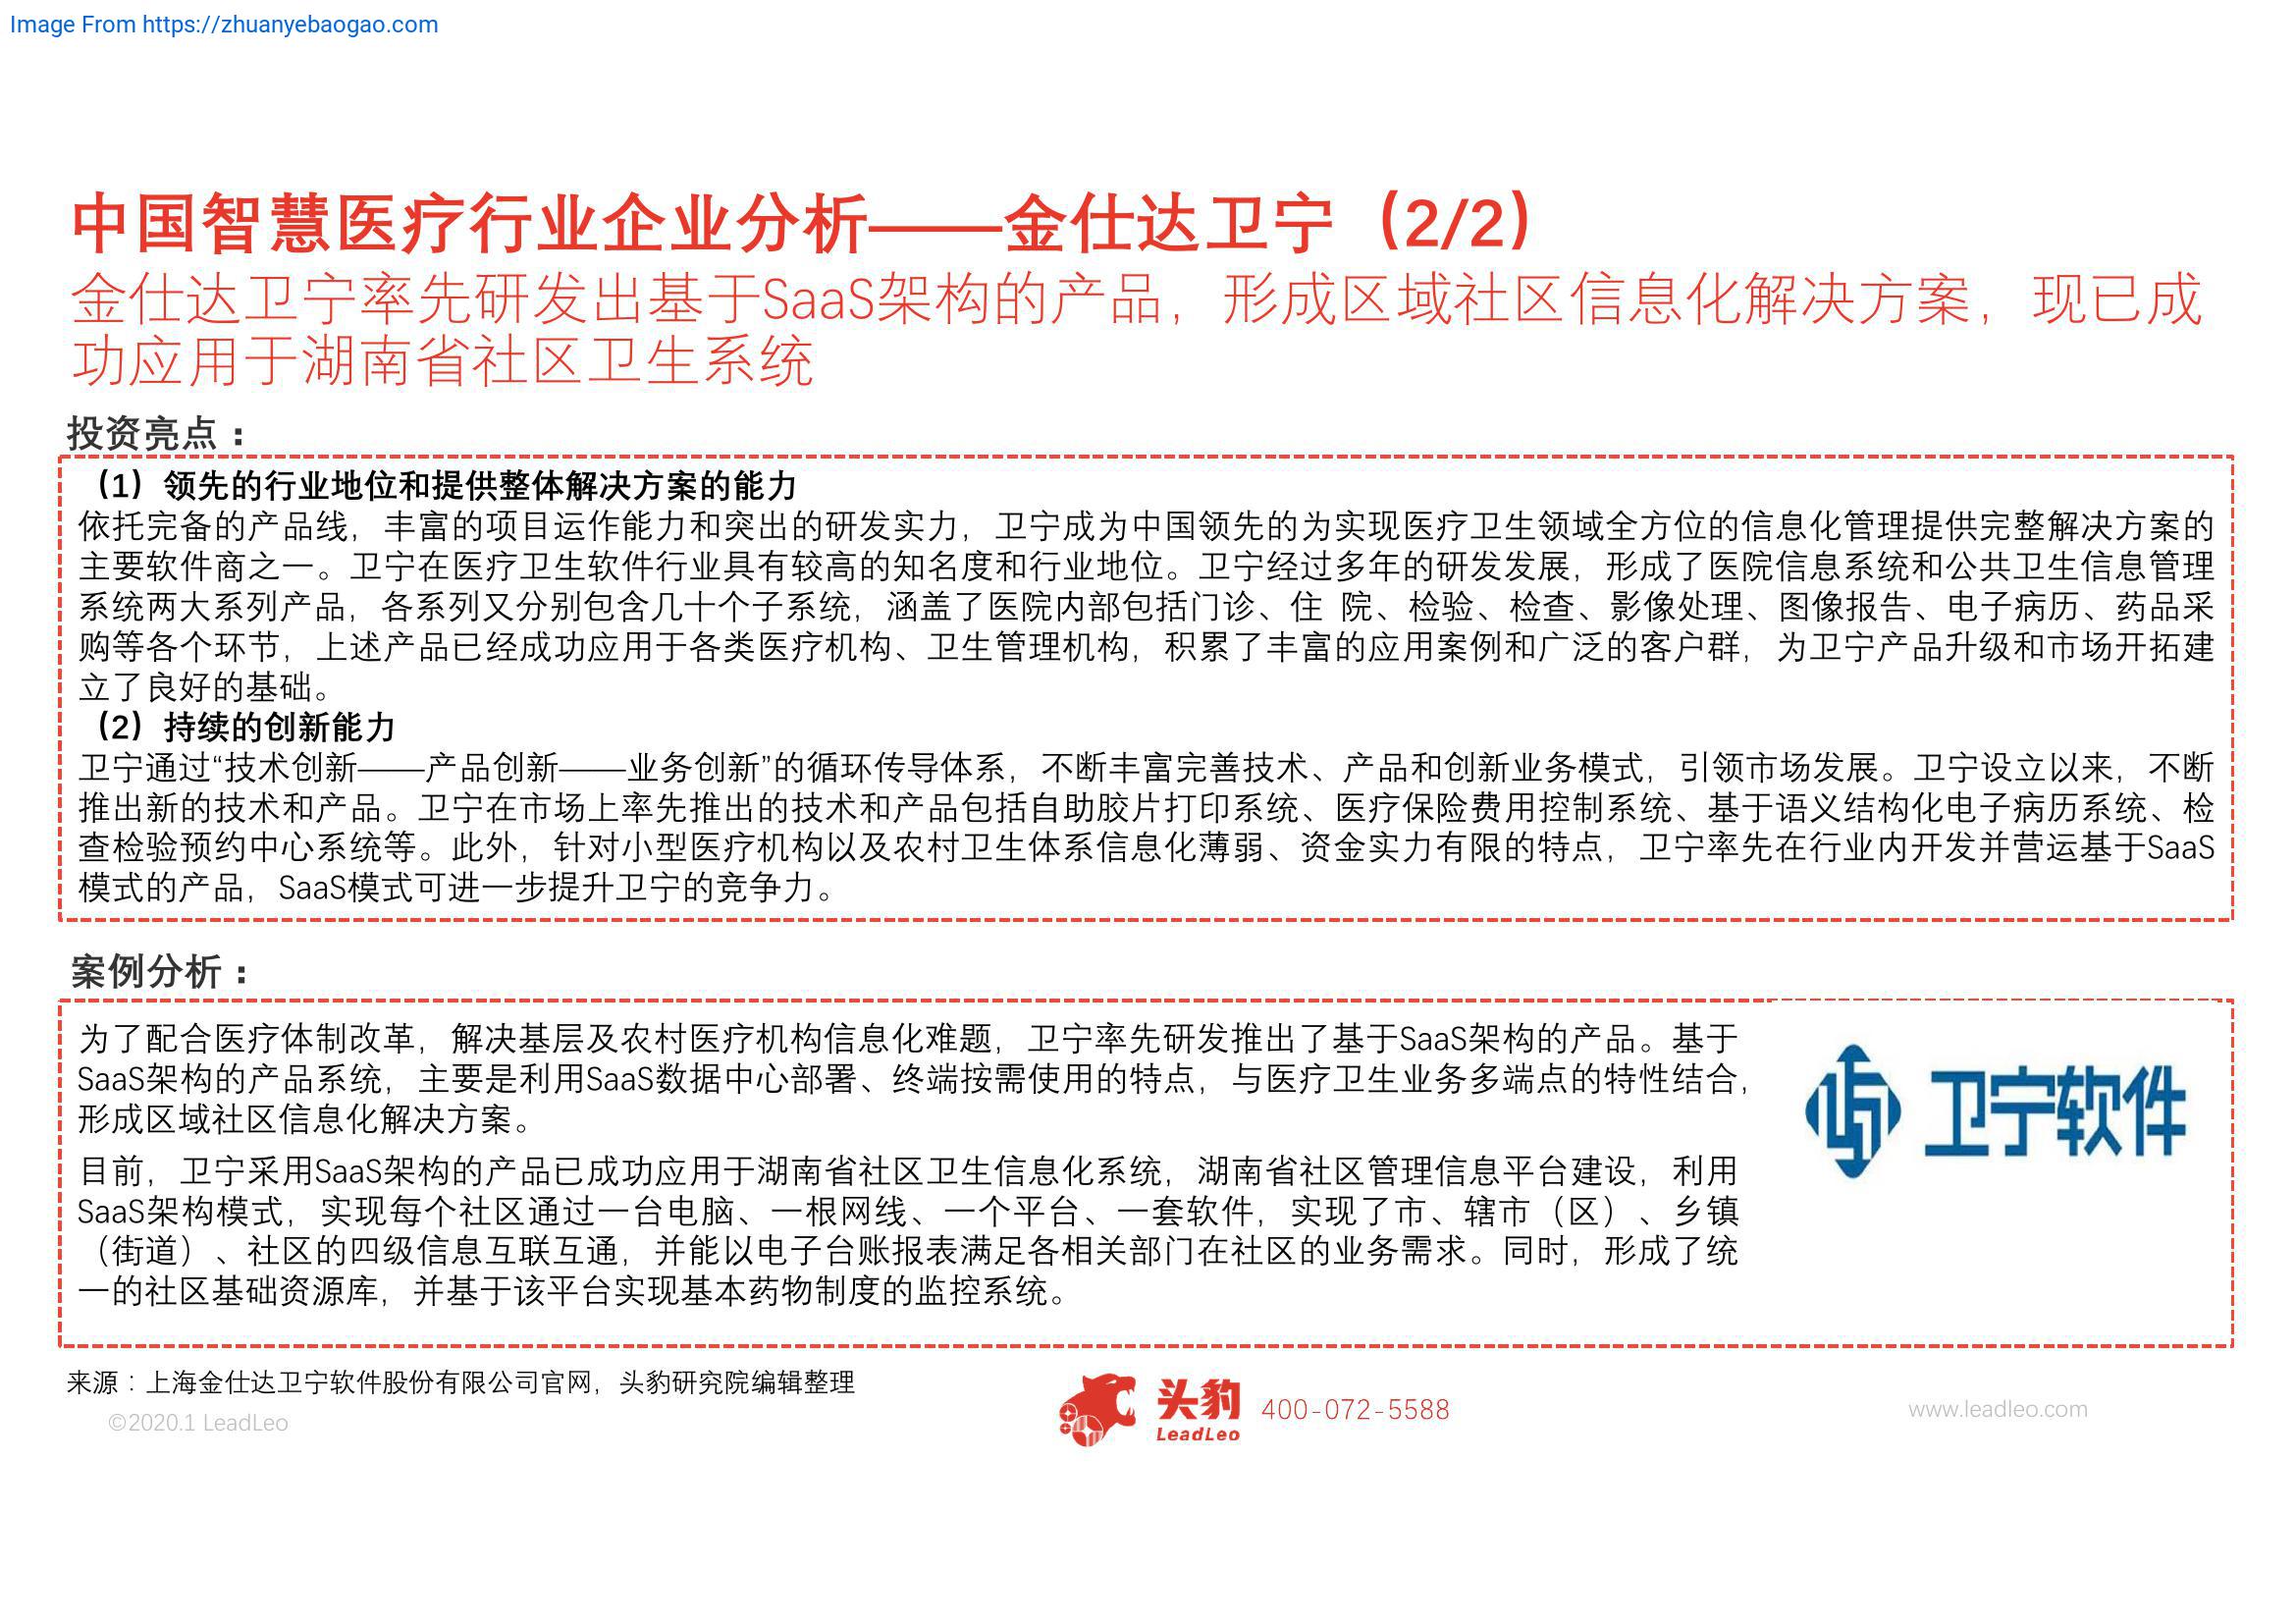 Image From https://zhuanyebaogao.com
中国智慧医疗行业企业分析——金仕达卫宁（2/2）
金仕达卫宁率先研发出基于SaaS架构的产品，形成区域社区信息化解决方案，现已成
功应用于湖南省社区卫生系统
投资亮点：
（1）领先的行业地位和提供整体解决方案的能力
依托完备的产品线，丰富的项目运作能力和突出的研发实力，卫宁成为中国领先的为实现医疗卫生领域全方位的信息化管理提供完整解决方案的
主要软件商之一。卫宁在医疗卫生软件行业具有较高的知名度和行业地位。卫宁经过多年的研发发展，形成了医院信息系统和公共卫生信息管理
系统两大系列产品，各系列又分别包含几十个子系统，涵盖了医院内部包括门诊、住 院、检验、检查、影像处理、图像报告、电子病历、药品采
购等各个环节，上述产品已经成功应用于各类医疗机构、卫生管理机构，积累了丰富的应用案例和广泛的客户群，为卫宁产品升级和市场开拓建
立了良好的基础。
（2）持续的创新能力
卫宁通过“技术创新——产品创新——业务创新”的循环传导体系，不断丰富完善技术、产品和创新业务模式，引领市场发展。卫宁设立以来，不断
推出新的技术和产品。卫宁在市场上率先推出的技术和产品包括自助胶片打印系统、医疗保险费用控制系统、基于语义结构化电子病历系统、检
查检验预约中心系统等。此外，针对小型医疗机构以及农村卫生体系信息化薄弱、资金实力有限的特点，卫宁率先在行业内开发并营运基于SaaS
模式的产品，SaaS模式可进一步提升卫宁的竞争力。
案例分析：
为了配合医疗体制改革，解决基层及农村医疗机构信息化难题，卫宁率先研发推出了基于SaaS架构的产品。基于
SaaS架构的产品系统，主要是利用SaaS数据中心部署、终端按需使用的特点，与医疗卫生业务多端点的特性结合，
形成区域社区信息化解决方案。
目前，卫宁采用SaaS架构的产品已成功应用于湖南省社区卫生信息化系统，湖南省社区管理信息平台建设，利用
SaaS架构模式，实现每个社区通过一台电脑、一根网线、一个平台、一套软件，实现了市、辖市（区）、乡镇
（街道）、社区的四级信息互联互通，并能以电子台账报表满足各相关部门在社区的业务需求。同时，形成了统
一的社区基础资源库，并基于该平台实现基本药物制度的监控系统。
卫宁软件
来源：上海金仕达卫宁软件股份有限公司官网，头豹研究院编辑整理
©2020.1 LeadLeo
头豹
LeadLeo
400-072-5588
www.leadleo.com